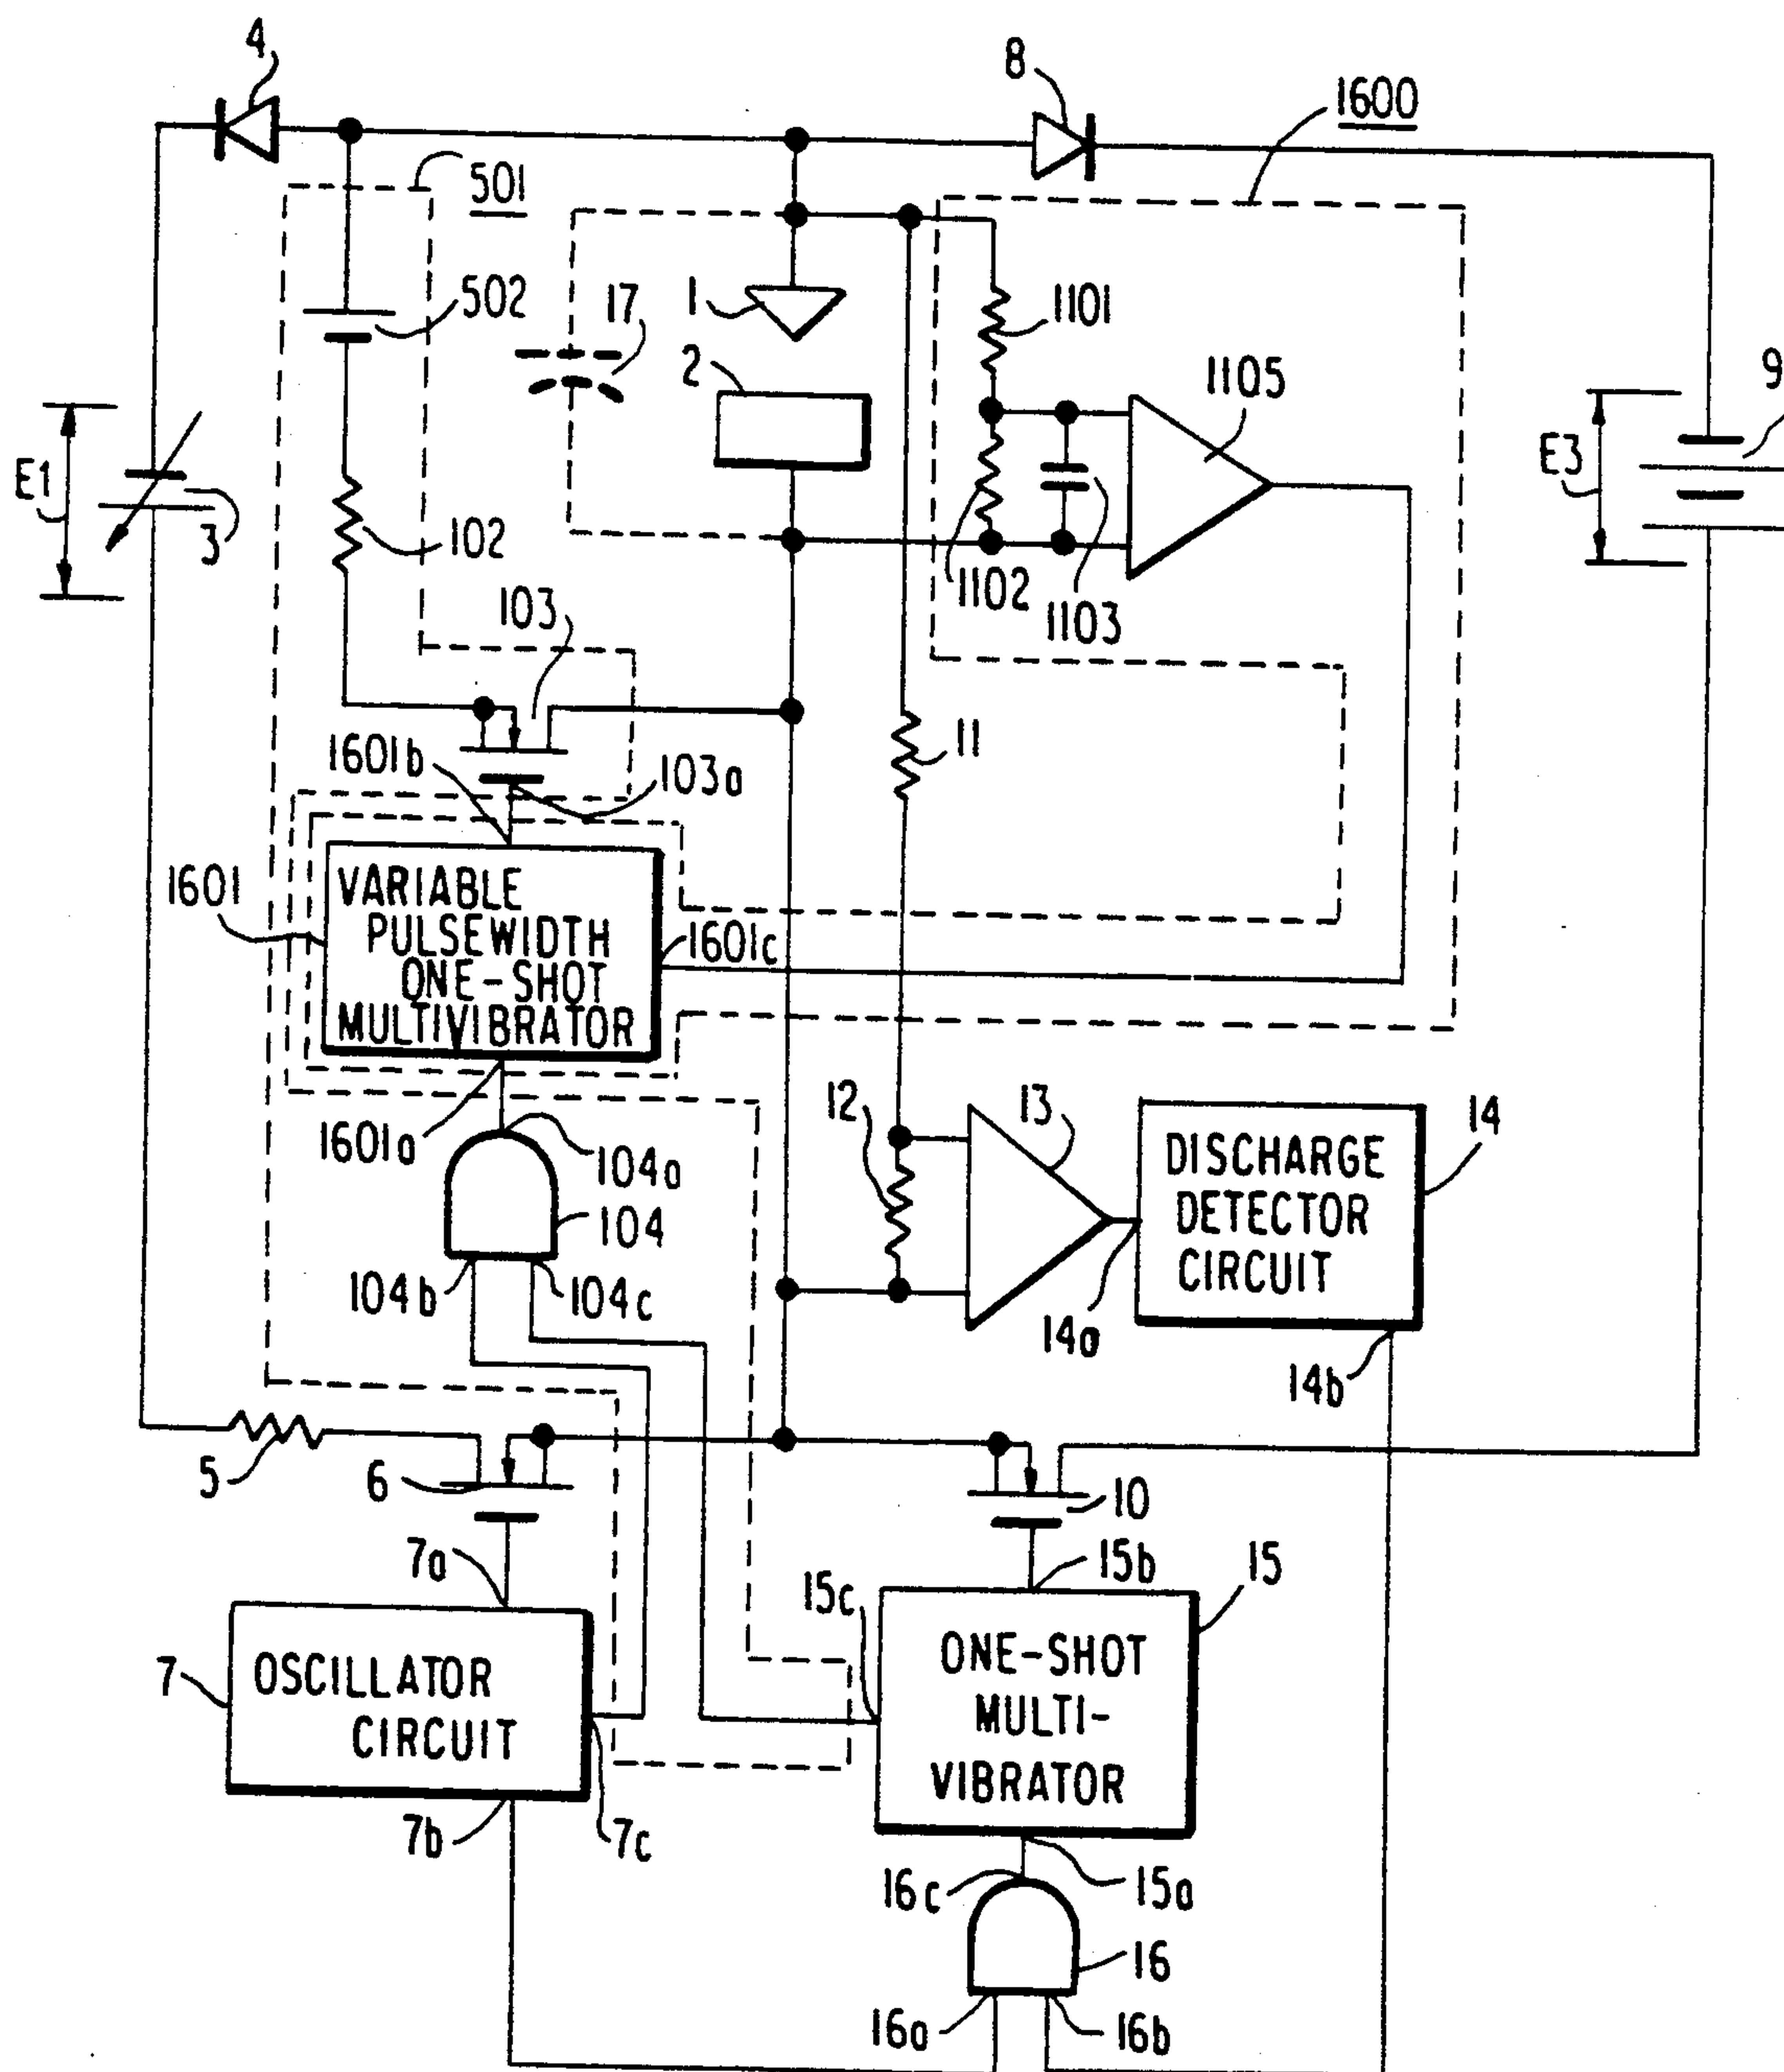 4
8
1600
501
502
17
1
1101
2
1105
9
E1
3
102
E3
1102
1103
103
11
1601b
103a
1601
VARIABLE
PULSEWIDTH
ONE-SHOT
MULTIVIBRATOR
1601c
1601a
104a
12
13
14
DISCHARGE
DETECTOR
CIRCUIT
104
104b
104c
14a
14b
5
6
10
7a
15b
15
15c
7
OSCILLATOR
CIRCUIT
ONE-SHOT
MULTI-
VIBRATOR
7b
7c
16c
15a
16
16a
16b